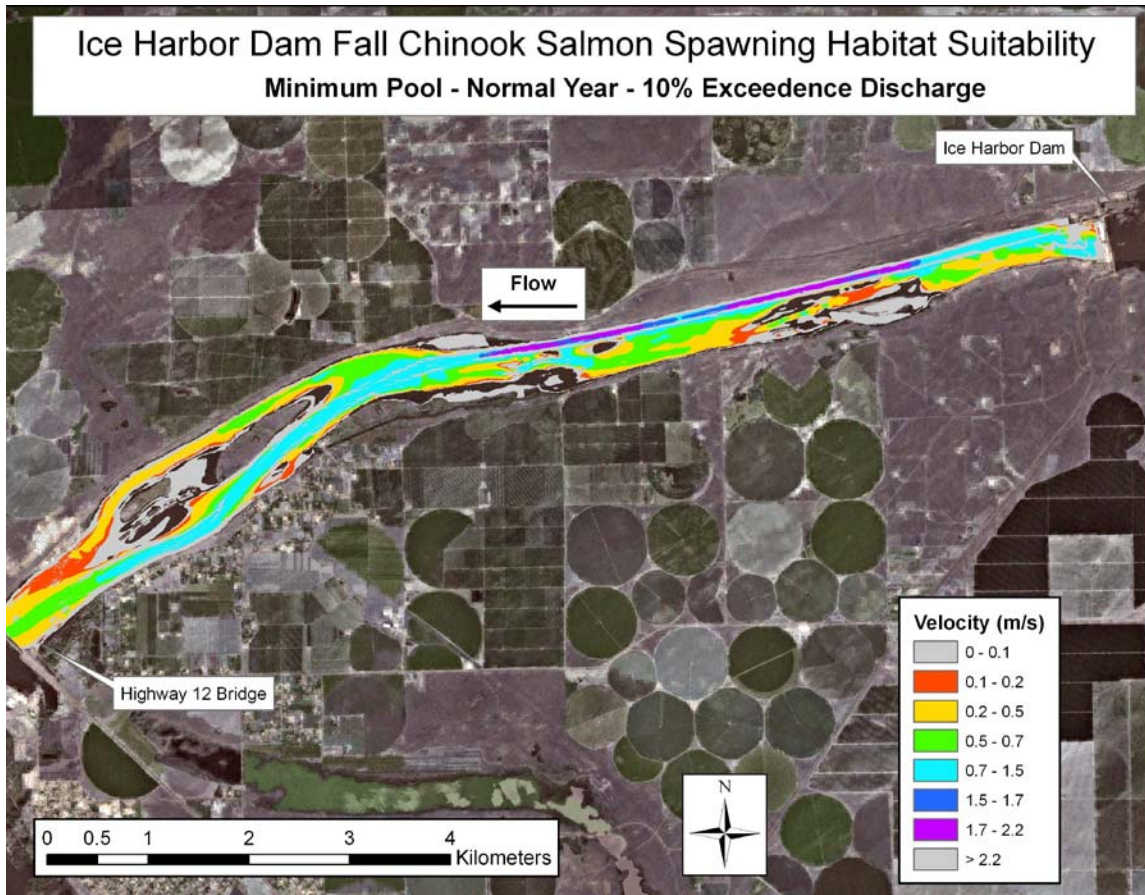 Ice Harbor Dam Fall Chinook Salmon Spawning Habitat Suitability
Minimum Pool - Normal Year - 10% Exceedence Discharge
Ice Harbor Dam
Flow
Highway 12 Bridge
Velocity (m/s)
0 - 0.1
0.1 - 0.2
0.2 - 0.5
0.5 - 0.7
0.7 - 1.5
1.5 - 1.7
1.7 - 2.2
> 2.2
N
0 0.5 1 2 3 4
Kilometers